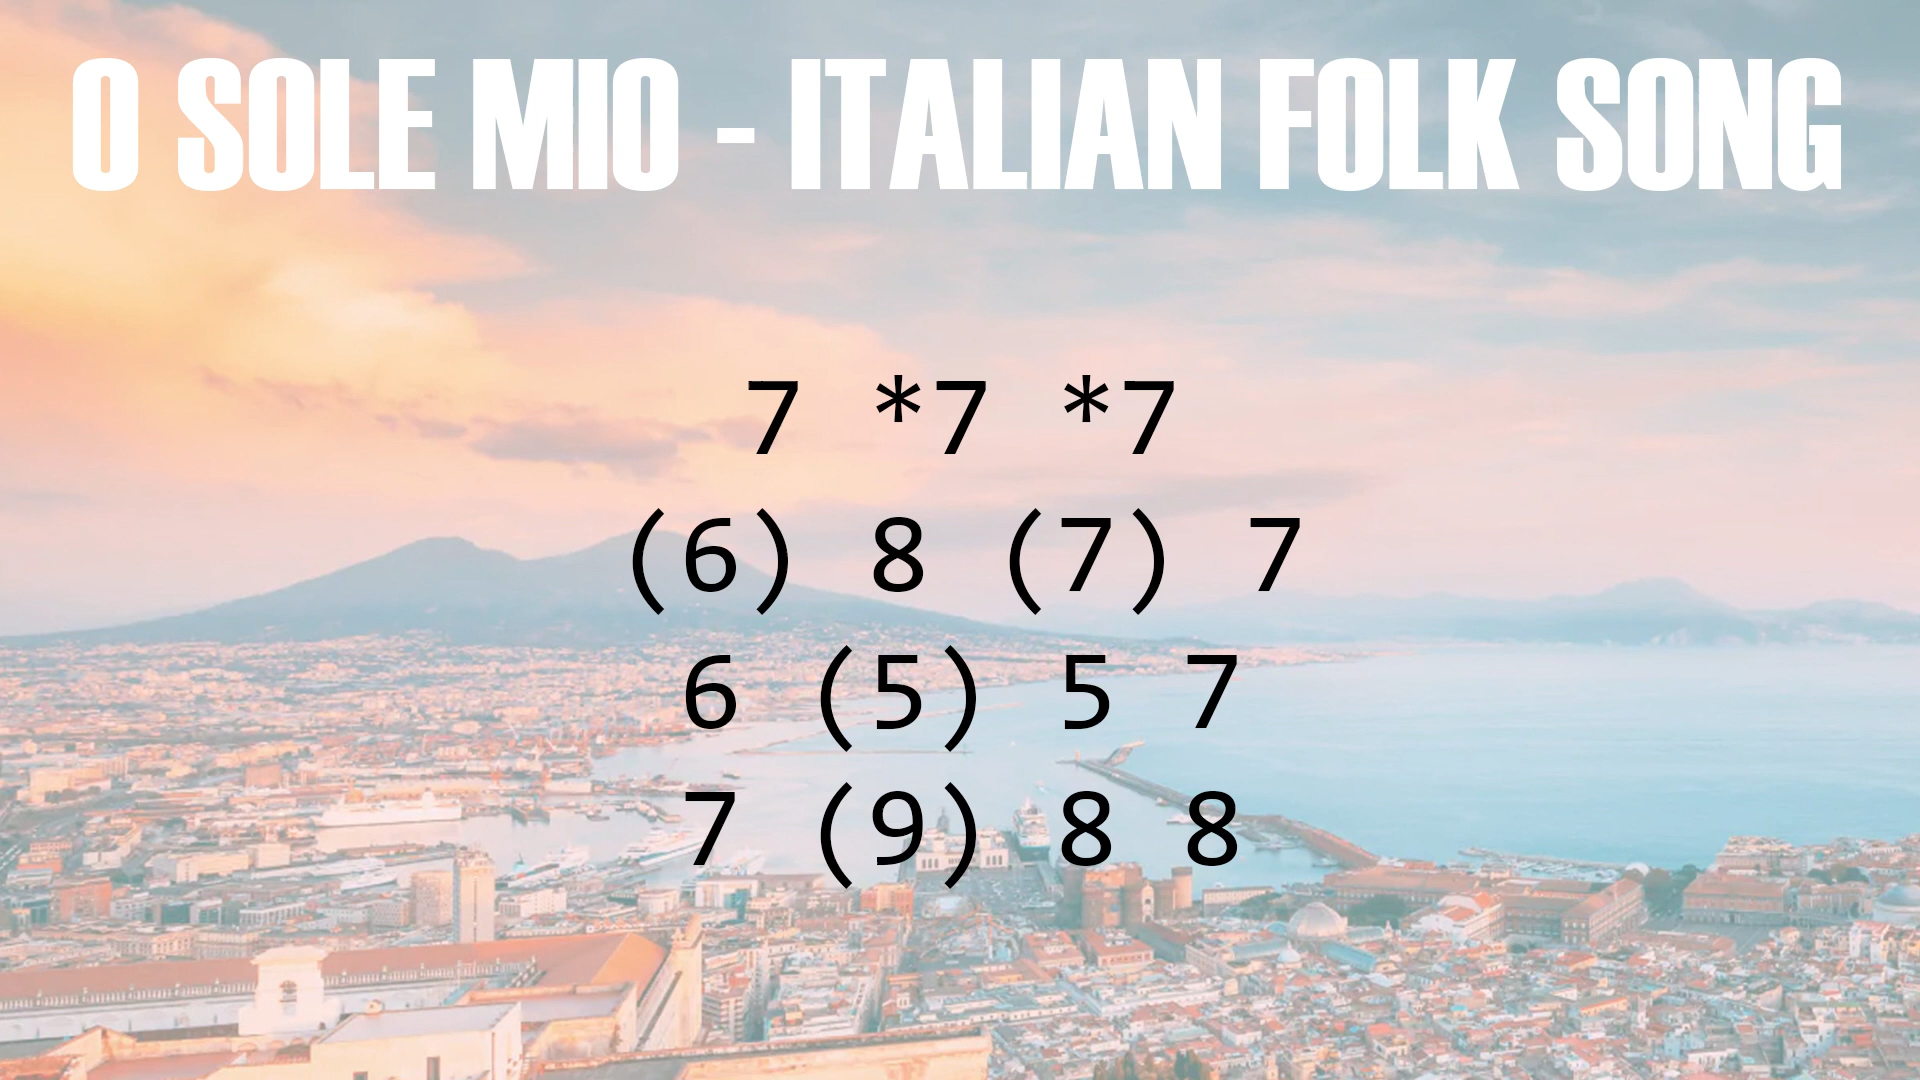 O SOLE MIO - ITALIAN FOLK SONG
7 *7 *7
(6) 8 (7) 7
6 (5) 5 7
7 (9) 8 8